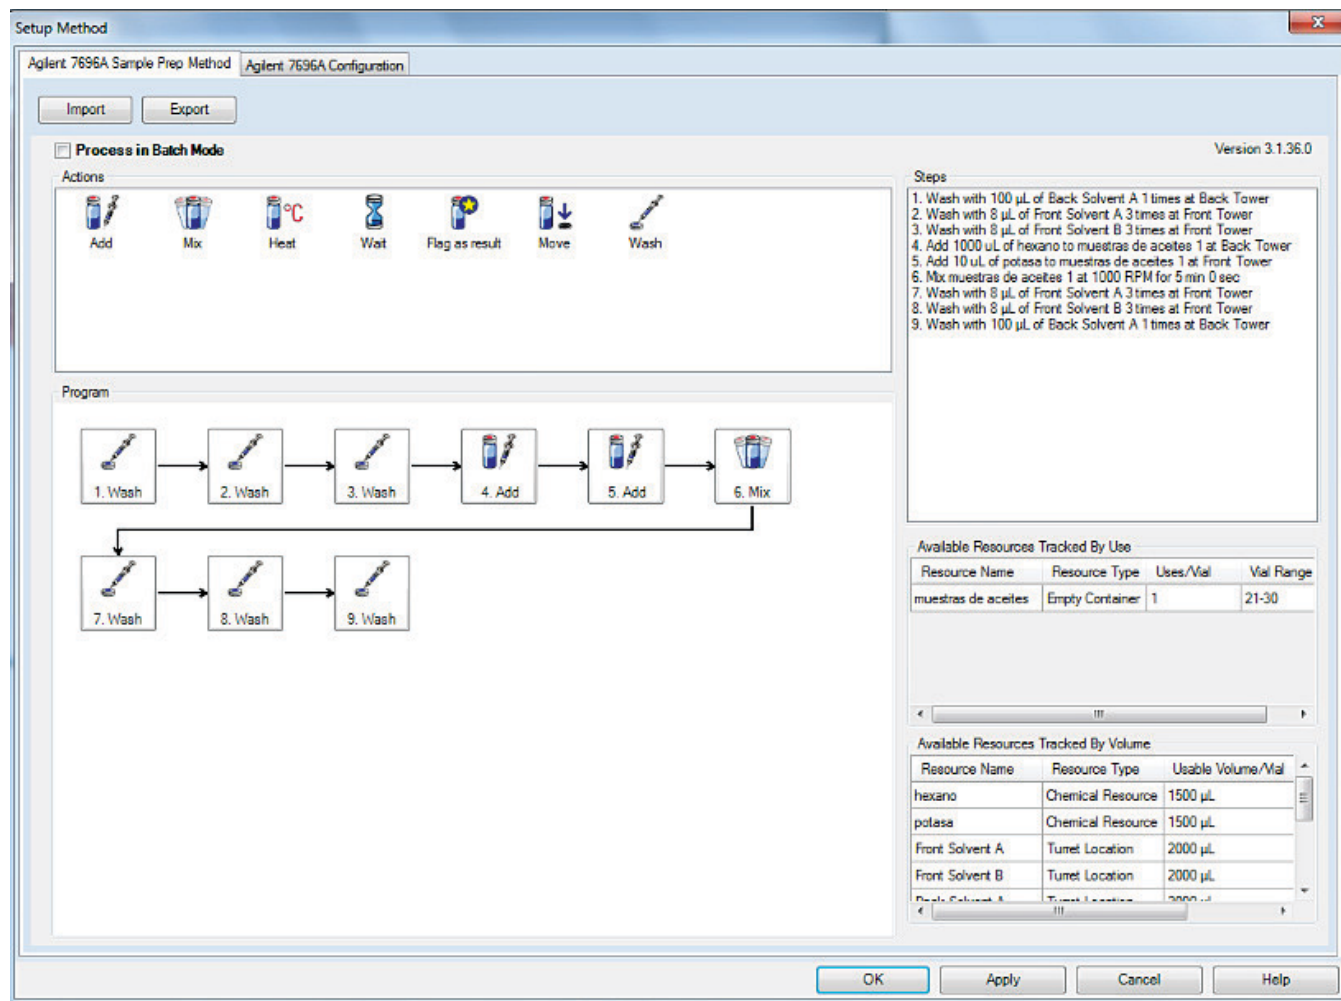 Setup Method
Agilent 7696A Sample Prep Method
Agilent 7696A Configuration
Import
Export
Process in Batch Mode
Version 3.1.36.0
Actions
Add
Mix
Heat
Wait
Flag as result
Move
Wash
°C
Program
1. Wash
2. Wash
3. Wash
4. Add
5. Add
6. Mix
7. Wash
8. Wash
9. Wash
Steps
1. Wash with 100 µL of Back Solvent A 1 times at Back Tower
2. Wash with 8 µL of Front Solvent A 3 times at Front Tower
3. Wash with 8 µL of Front Solvent B 3 times at Front Tower
4. Add 1000 uL of hexano to muestras de aceites 1 at Back Tower
5. Add 10 uL of potasa to muestras de aceites 1 at Front Tower
6. Mix muestras de aceites 1 at 1000 RPM for 5 min 0 sec
7. Wash with 8 µL of Front Solvent A 3 times at Front Tower
8. Wash with 8 µL of Front Solvent B 3 times at Front Tower
9. Wash with 100 µL of Back Solvent A 1 times at Back Tower
Available Resources Tracked By Use
Resource Name Resource Type Uses/Vial Vial Range
muestras de aceites Empty Container 1 21-30
Available Resources Tracked By Volume
Resource Name Resource Type Usable Volume/Vial
hexano Chemical Resource 1500 µL
potasa Chemical Resource 1500 µL
Front Solvent A Turret Location 2000 µL
Front Solvent B Turret Location 2000 µL
OK
Apply
Cancel
Help